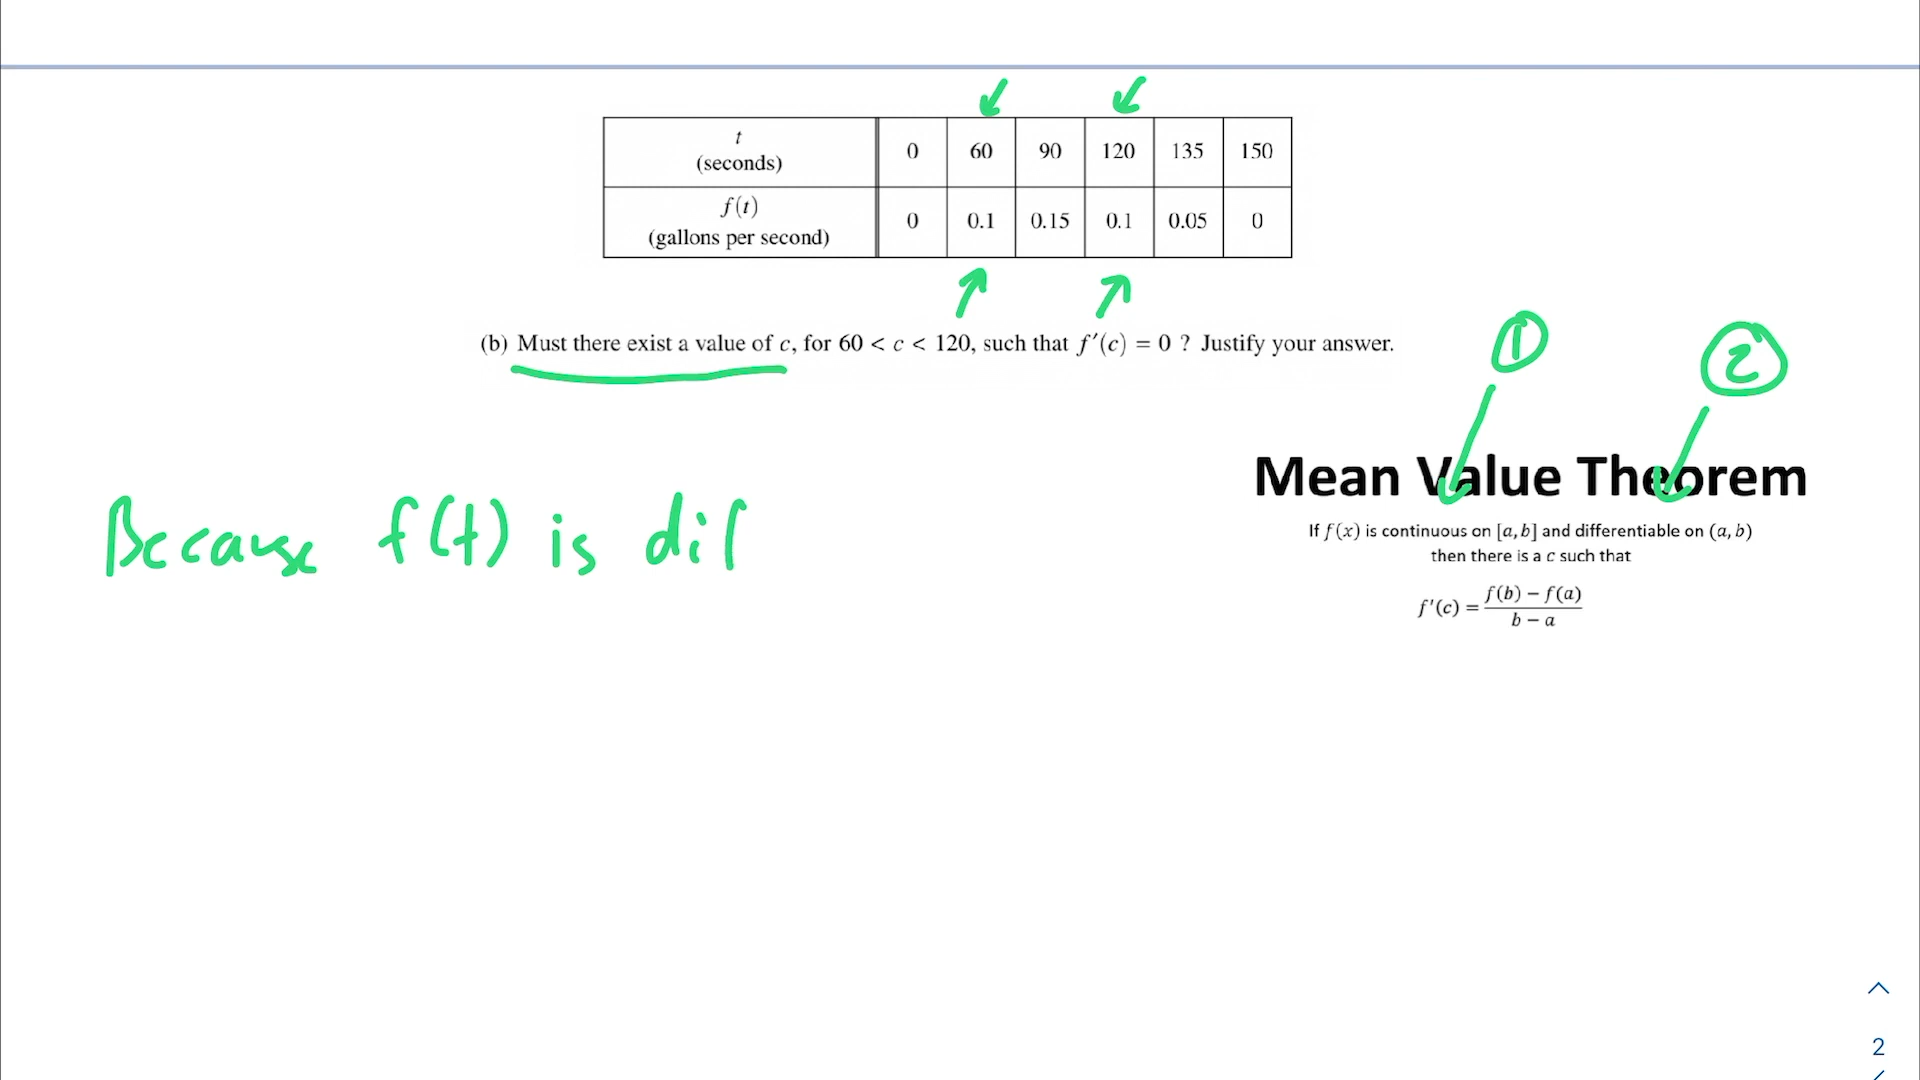 t
(seconds)
0 60 90 120 135 150
f(t)
(gallons per second)
0 0.1 0.15 0.1 0.05 0
(b) Must there exist a value of c, for 60 < c < 120, such that f′(c) = 0 ? Justify your answer.
1 2
Mean Value Theorem
If f(x) is continuous on [a, b] and differentiable on (a, b)
then there is a c such that
f'(c) = f(b) − f(a) / b − a
Because f(t) is dif
2